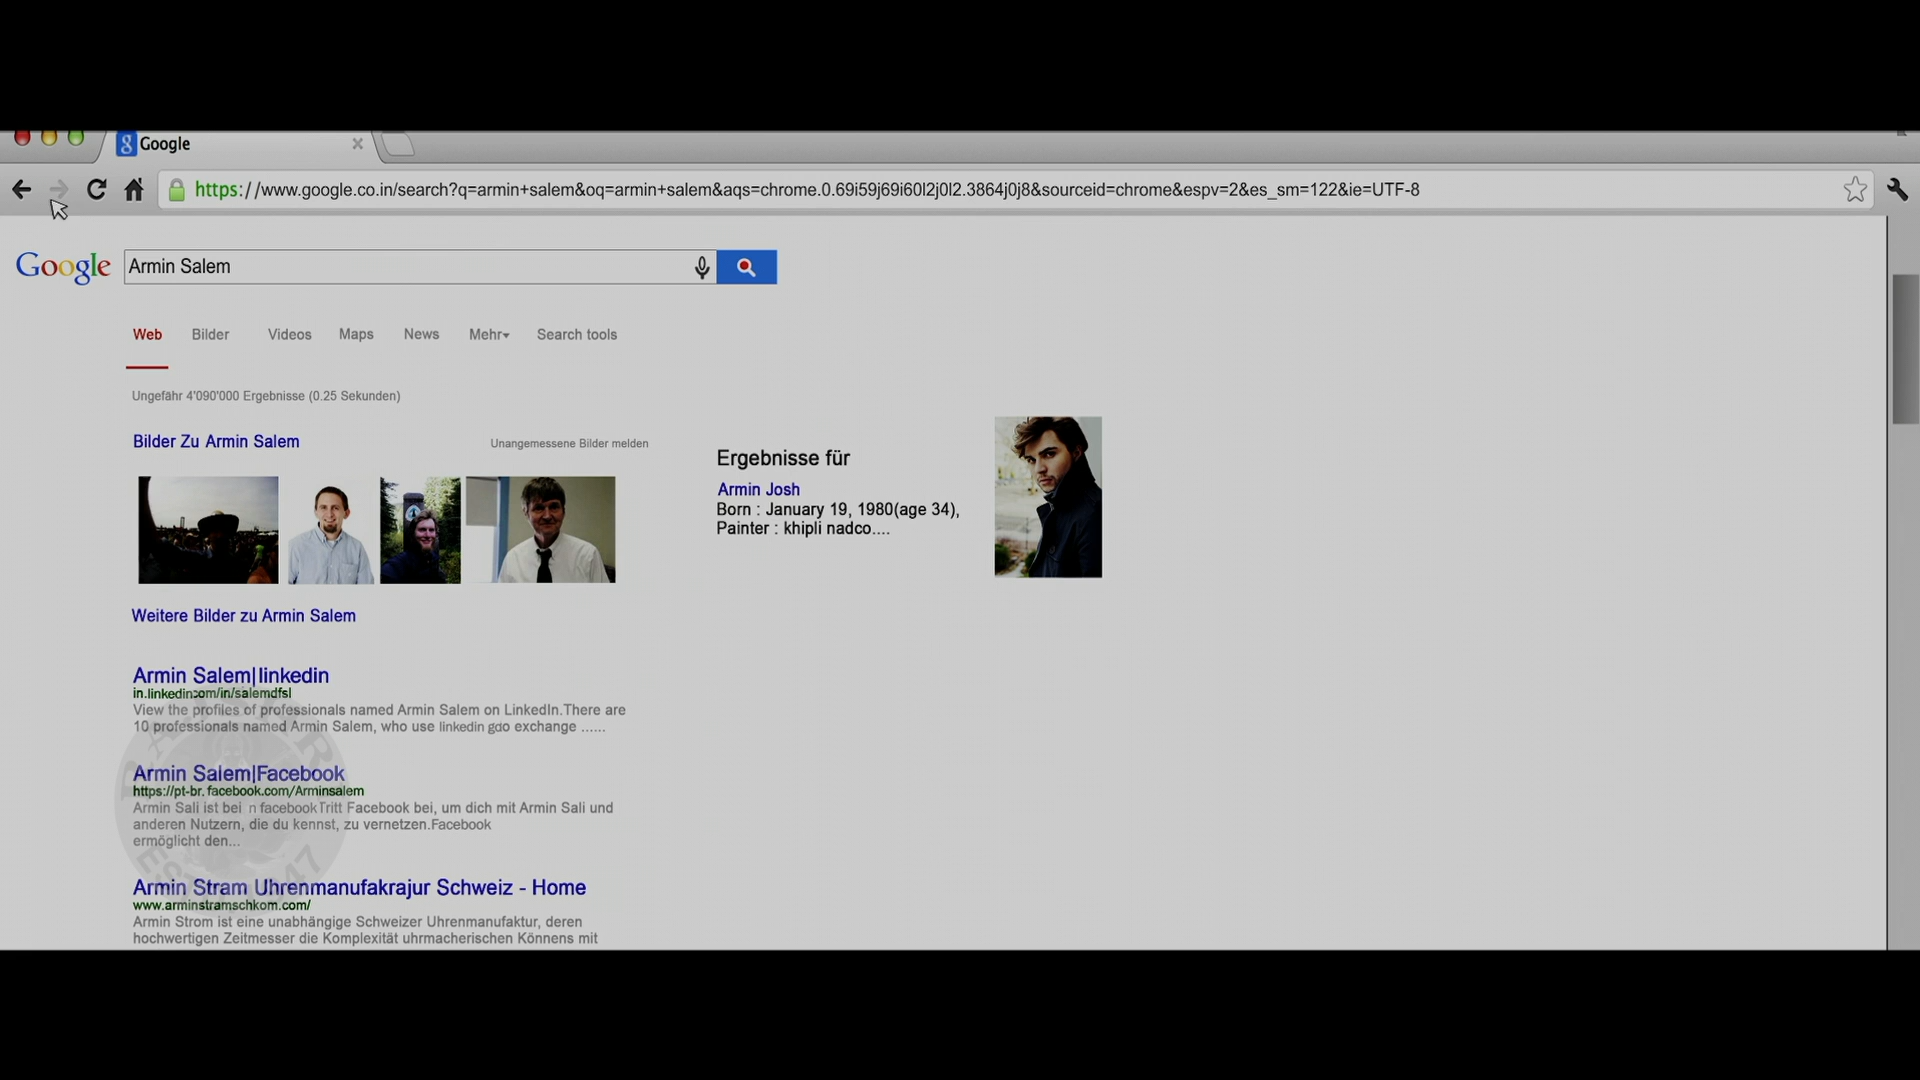 Google
https://www.google.co.in/search?q=armin+salem&oq=armin+salem&aqs=chrome.0.69i59j69i60l2j0l2.3864j0j8&sourceid=chrome&espv=2&es_sm=122&ie=UTF-8
Google
Armin Salem
Web Bilder Videos Maps News Mehr Search tools
Ungefähr 4'090'000 Ergebnisse (0.25 Sekunden)
Bilder Zu Armin Salem
Unangemessene Bilder melden
Weitere Bilder zu Armin Salem
Ergebnisse für
Armin Josh
Born : January 19, 1980(age 34),
Painter : khipli nadco....
Armin Salem|linkedin
in.linkedin:om/in/salemdfsl
View the profiles of professionals named Armin Salem on LinkedIn.There are
10 professionals named Armin Salem, who use linkedin gdo exchange ......
Armin Salem|Facebook
https://pt-br. facebook.com/Arminsalem
Armin Sali ist bei n facebook Tritt Facebook bei, um dich mit Armin Sali und
anderen Nutzern, die du kennst, zu vernetzen.Facebook
ermöglicht den...
Armin Stram Uhrenmanufakrajur Schweiz - Home
www.arminstramschkom.com/
Armin Strom ist eine unabhängige Schweizer Uhrenmanufaktur, deren
hochwertigen Zeitmesser die Komplexität uhrmacherischen Könnens mit